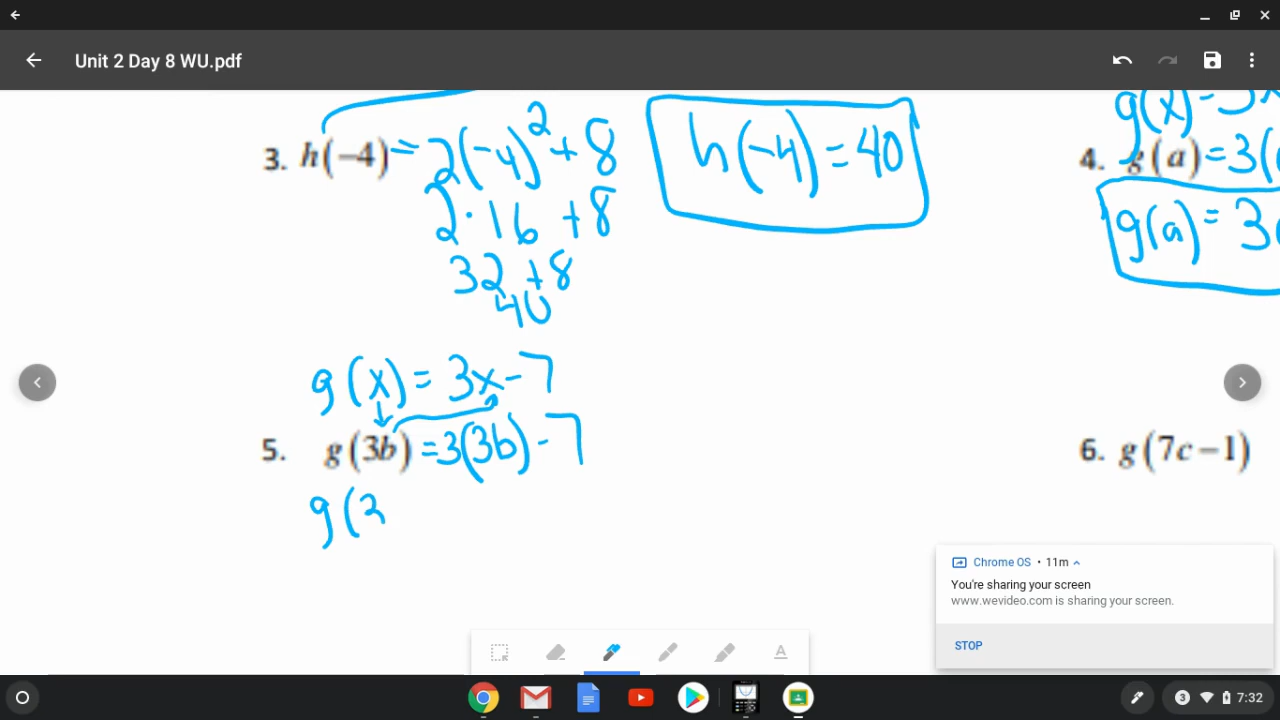 Unit 2 Day 8 WU.pdf
3. h(−4) = 2(-4)² + 8
2·16 + 8
32 + 8
40
h(-4) = 40
g(x) = 3x
4. g(a) = 3(
g(a) = 3
g(x) = 3x - 7
5. g(3b) = 3(3b) - 7
g(3
6. g(7c−1)
Chrome OS • 11m
You're sharing your screen
www.wevideo.com is sharing your screen.
STOP
A
3 7:32